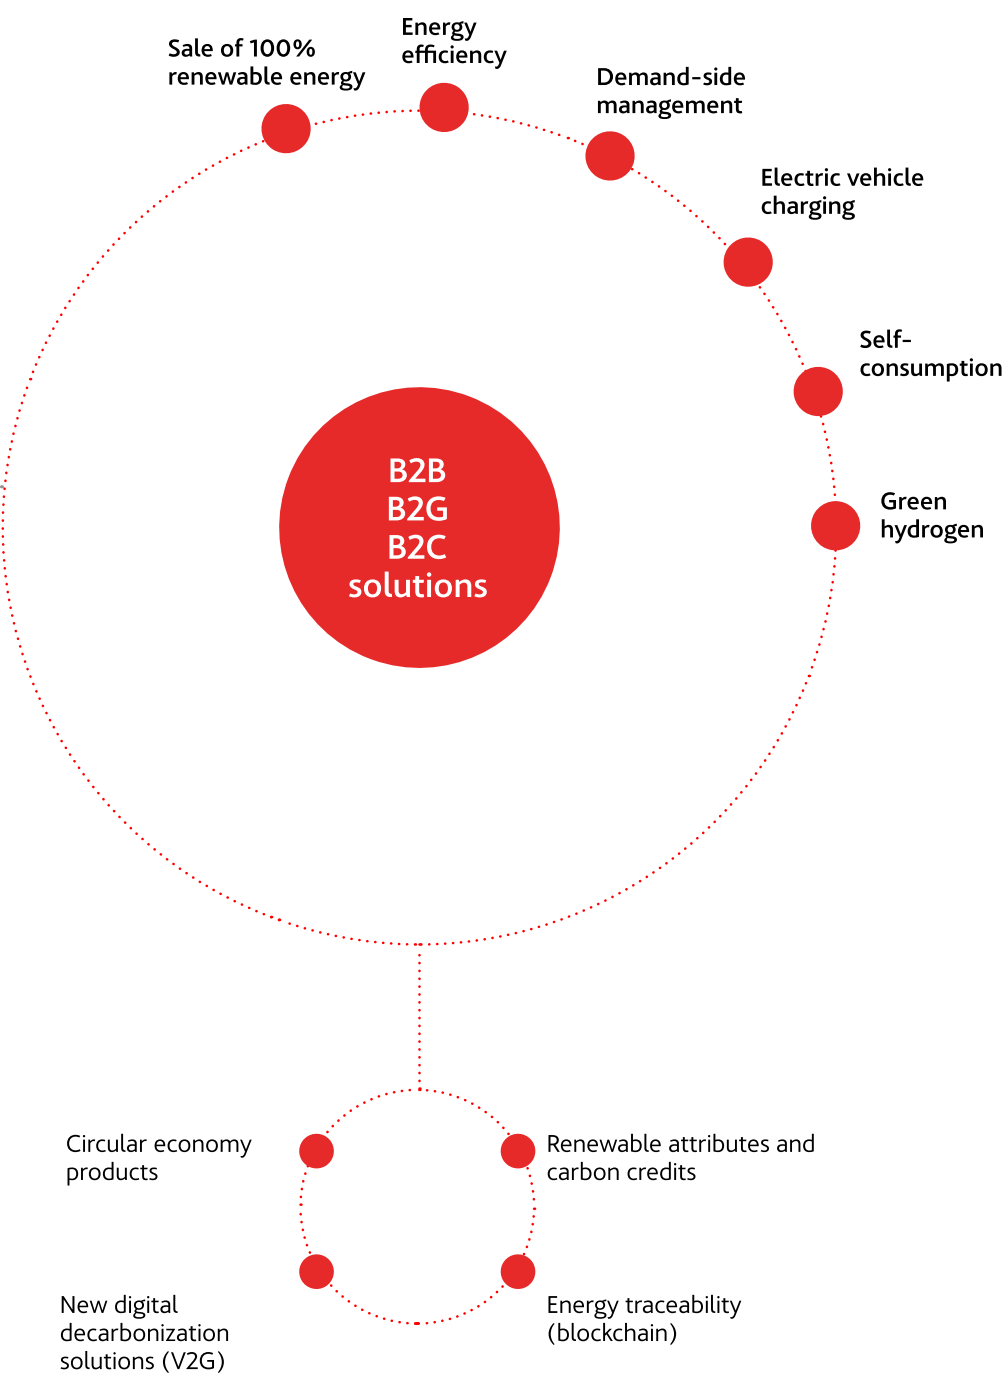 Sale of 100%
renewable energy
Energy
efficiency
Demand-side
management
Electric vehicle
charging
Self-
consumption
Green
hydrogen
B2B
B2G
B2C
solutions
Circular economy
products
Renewable attributes and
carbon credits
New digital
decarbonization
solutions (V2G)
Energy traceability
(blockchain)